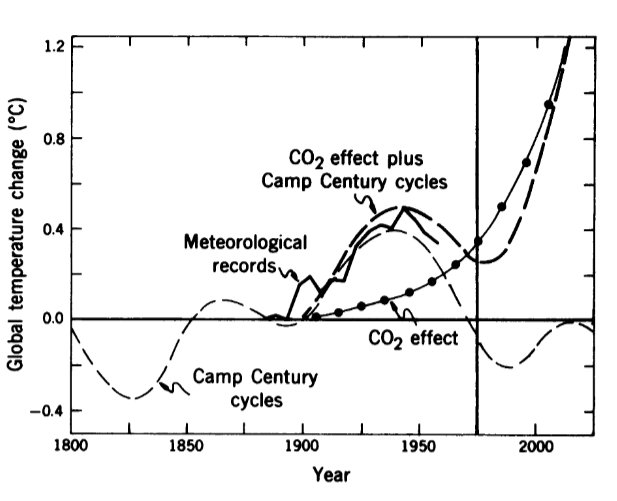 Global temperature change (°C)
1.2
0.8
0.4
0.0
−0.4
CO2 effect plus
Camp Century cycles
Meteorological
records
CO2 effect
Camp Century
cycles
1800
1850
1900
1950
2000
Year